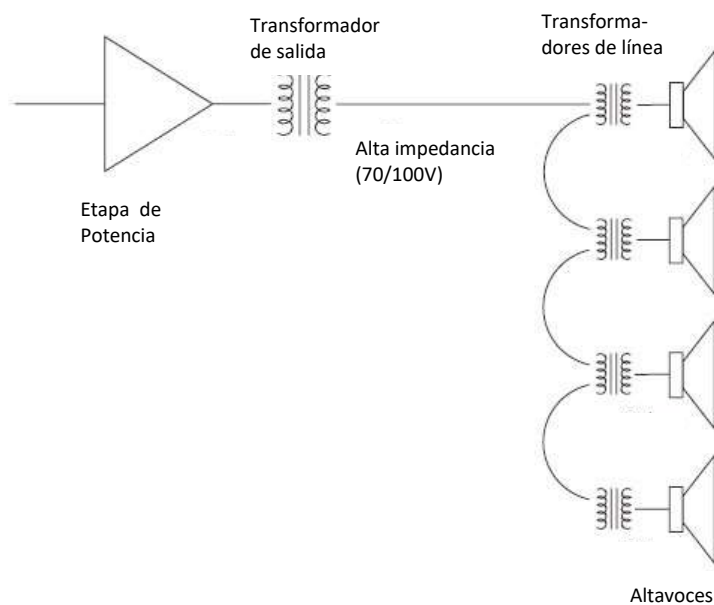 Transformador
de salida
Transforma-
dores de línea
Alta impedancia
(70/100V)
Etapa de
Potencia
Altavoces